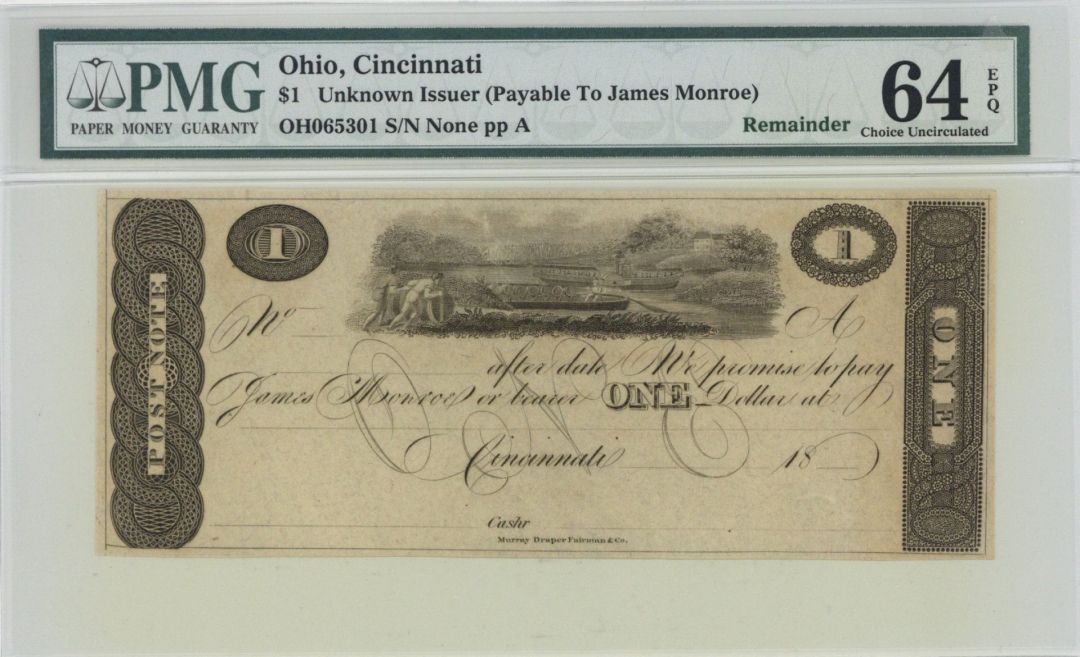 PMG
PAPER MONEY GUARANTY
Ohio, Cincinnati
$1 Unknown Issuer (Payable To James Monroe)
OH065301 S/N None pp A
Remainder
64 EPQ
Choice Uncirculated
POST NOTE
1
1
ONE
No A
after date We promise to pay
James Monroe or bearer ONE Dollar at
Cincinnati 18
ONE
Cashr
Murray Draper Fairman & Co.